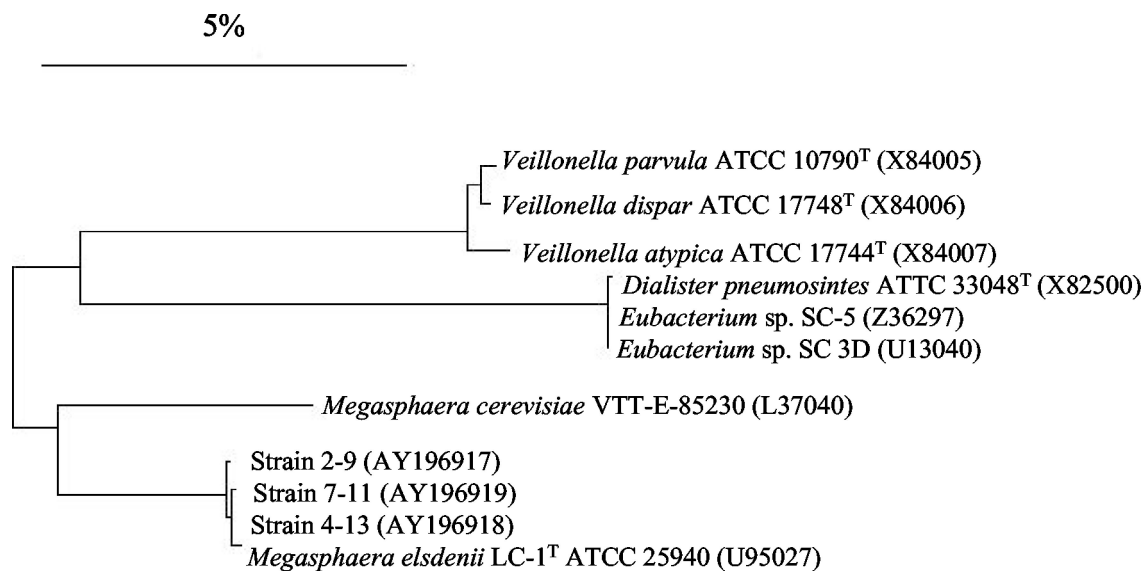 5%
Veillonella parvula ATCC 10790ᵀ (X84005)
Veillonella dispar ATCC 17748ᵀ (X84006)
Veillonella atypica ATCC 17744ᵀ (X84007)
Dialister pneumosintes ATTC 33048ᵀ (X82500)
Eubacterium sp. SC-5 (Z36297)
Eubacterium sp. SC 3D (U13040)
Megasphaera cerevisiae VTT-E-85230 (L37040)
Strain 2-9 (AY196917)
Strain 7-11 (AY196919)
Strain 4-13 (AY196918)
Megasphaera elsdenii LC-1ᵀ ATCC 25940 (U95027)